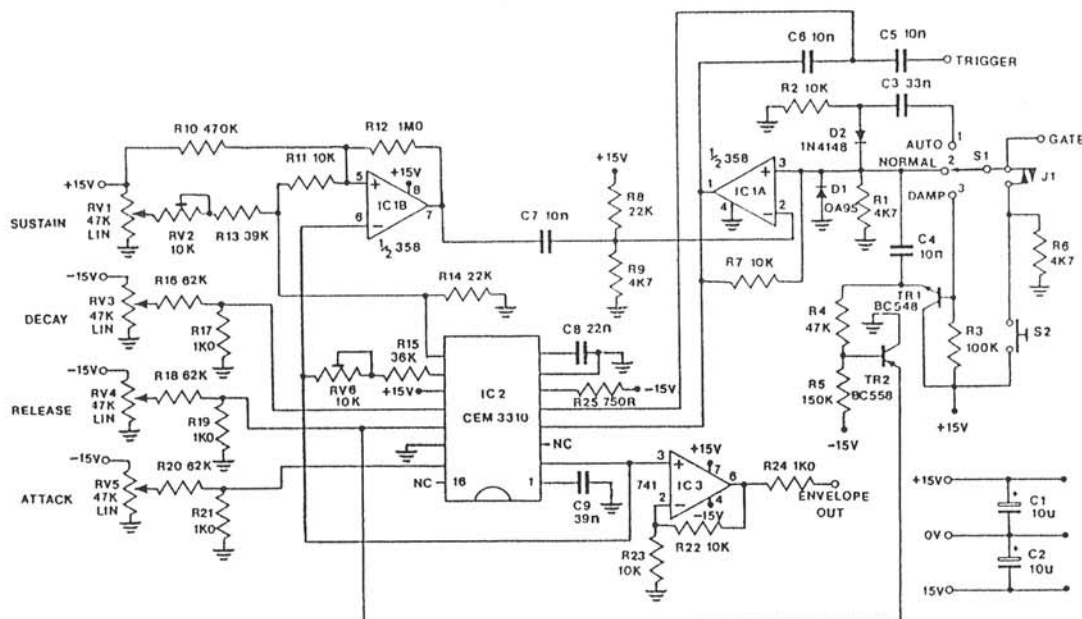 C6 10n
C5 10n
TRIGGER
R2 10K
C3 33n
D2
1N4148
AUTO
1
GATE
R10 470K
R12 1M0
R11 10K
+15V
5
8
IC1B
6
7
1/2 358
1/2 358
3
1
IC1A
4
2
NORMAL
2
S1
J1
DAMP
3
D1
OA95
R1
4K7
+15V
RV1
47K
LIN
SUSTAIN
RV2
10K
R13 39K
C7 10n
R8
22K
R9
4K7
R7 10K
C4
10n
R6
4K7
-15V
R16 62K
RV3
47K
LIN
DECAY
R17
1K0
R14 22K
R4
47K
TR1
BC548
R3
100K
S2
C8 22n
R15
36K
RV6
10K
+15V
IC2
CEM 3310
R25 750R
-15V
TR2
BC558
R5
150K
-15V
+15V
-15V
R18 62K
RV4
47K
LIN
RELEASE
R19
1K0
NC
NC
16
1
C9
39n
-15V
R20 62K
RV5
47K
LIN
ATTACK
R21
1K0
741
3
+15V
7
6
IC3
2
4
-15V
R24 1K0
ENVELOPE
OUT
R22 10K
R23
10K
+15V
+
C1
10u
0V
+
C2
10u
15V